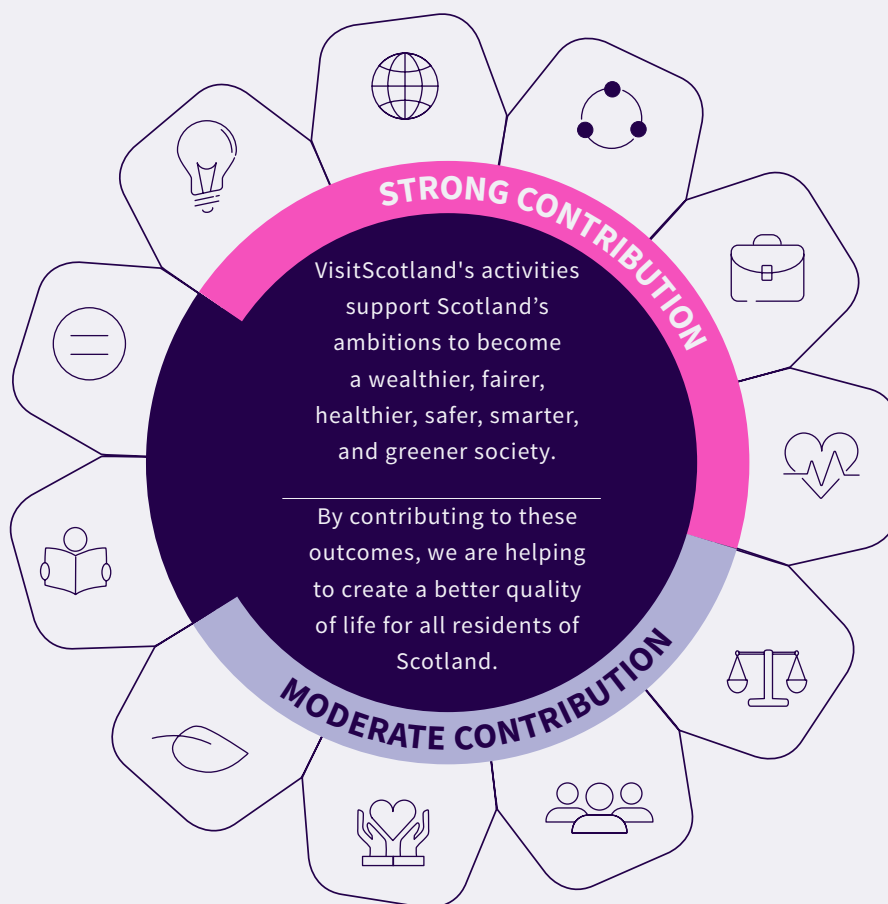 STRONG CONTRIBUTION
VisitScotland's activities
support Scotland’s
ambitions to become
a wealthier, fairer,
healthier, safer, smarter,
and greener society.
By contributing to these
outcomes, we are helping
to create a better quality
of life for all residents of
Scotland.
MODERATE CONTRIBUTION